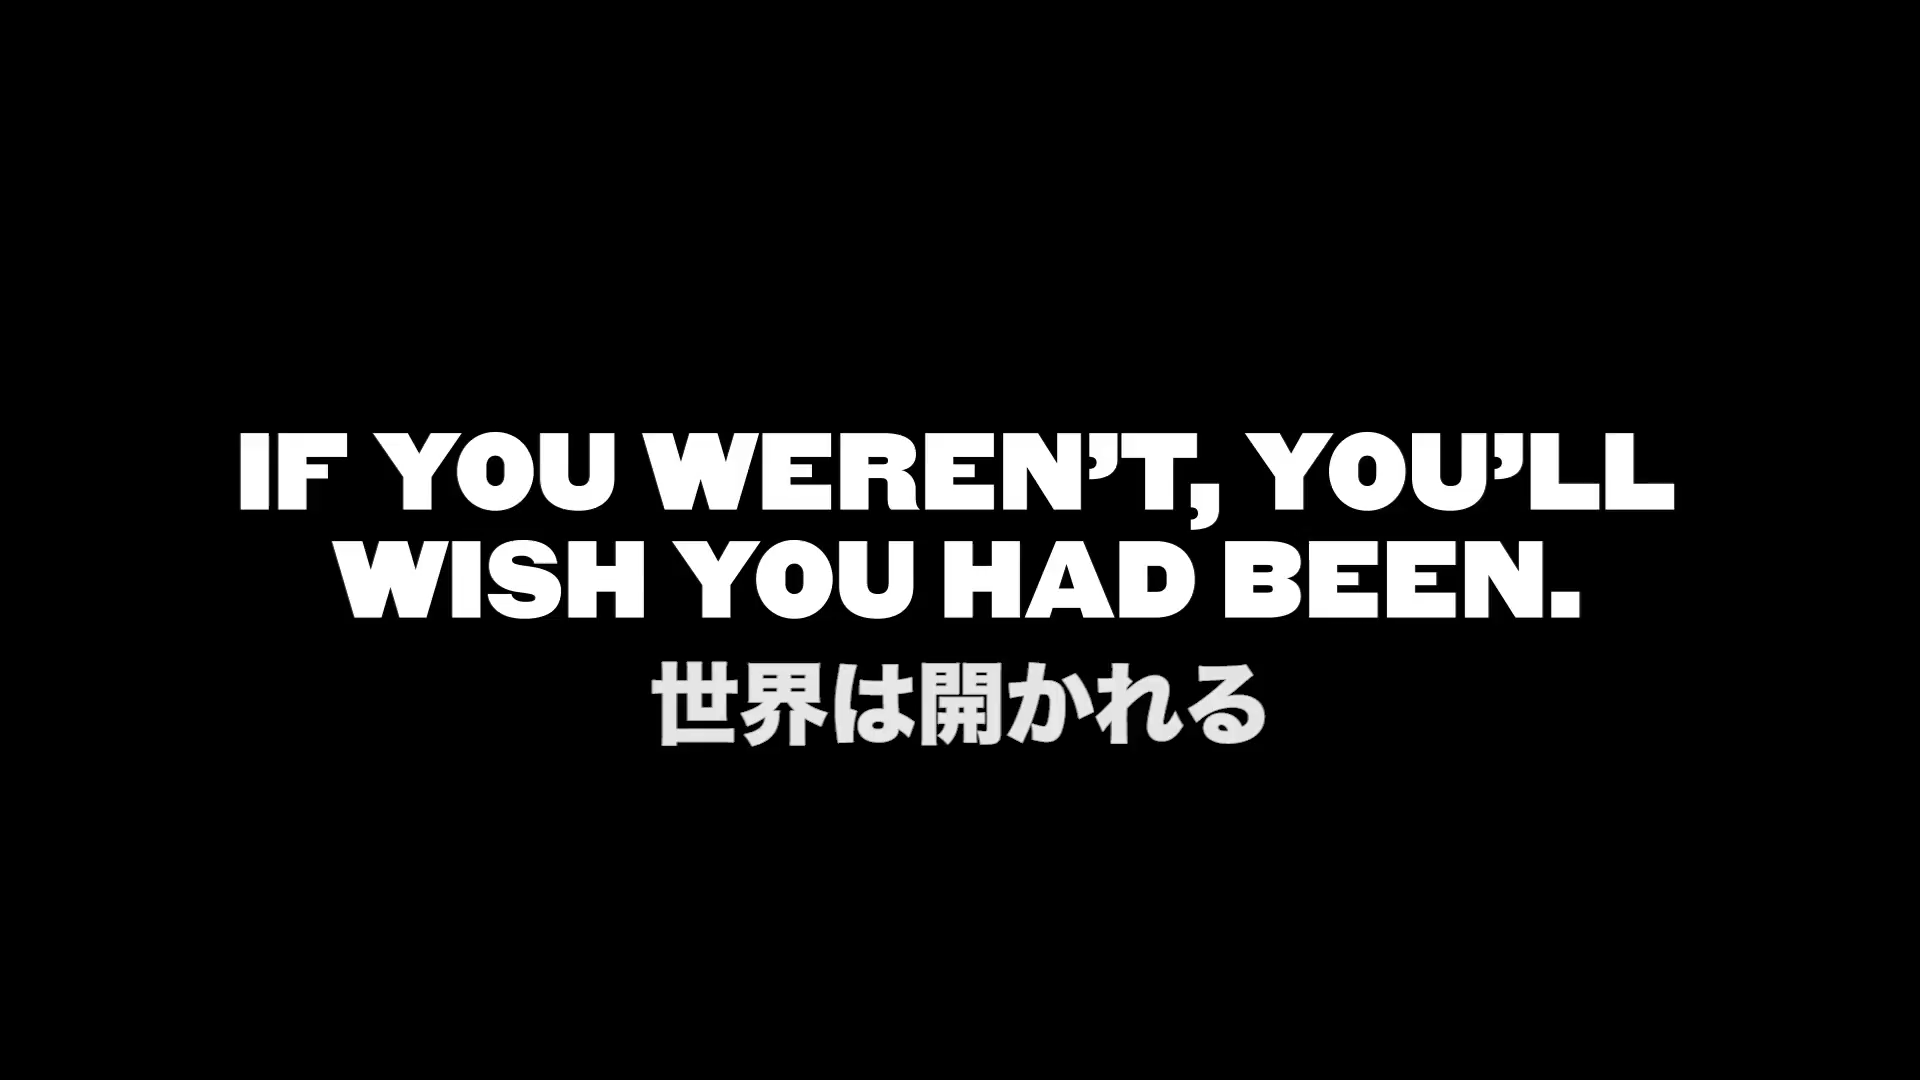 IF YOU WEREN’T, YOU’LL
WISH YOU HAD BEEN.
世界は開かれる